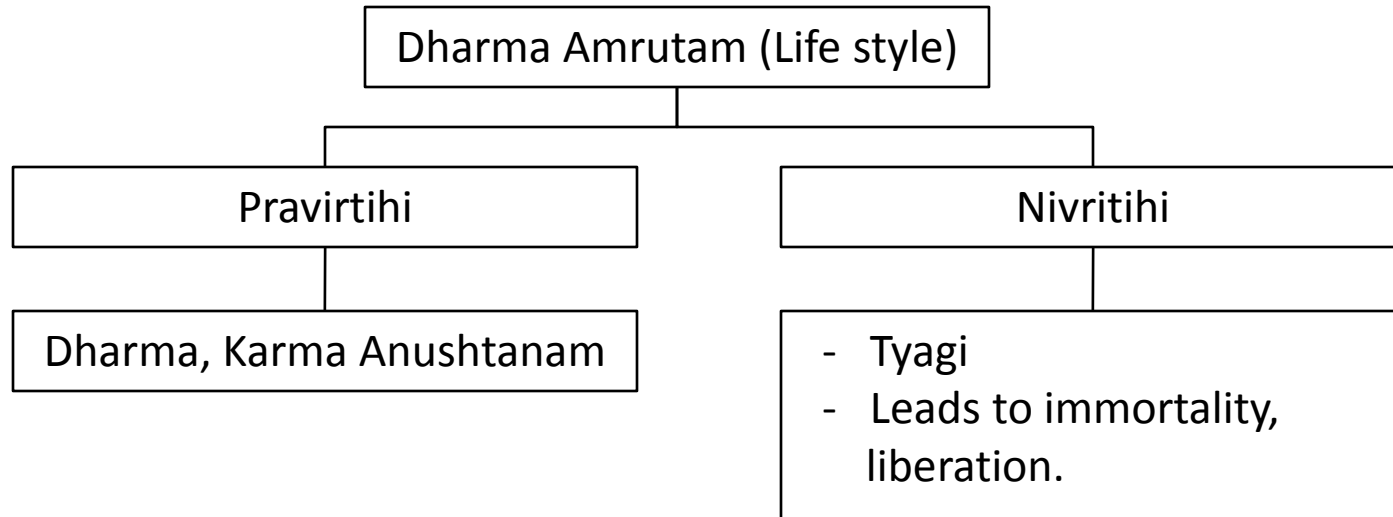 Dharma Amrutam (Life style)
Pravirtihi
Nivritihi
Dharma, Karma Anushtanam
- Tyagi
- Leads to immortality,
liberation.